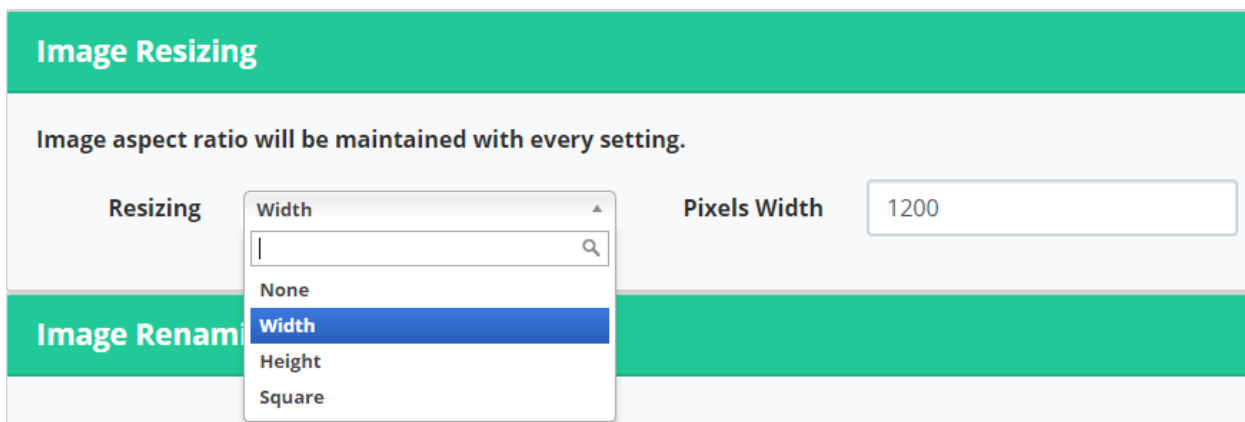 Image Resizing
Image aspect ratio will be maintained with every setting.
Resizing Width Pixels Width 1200
None
Width
Image Renami
Height
Square